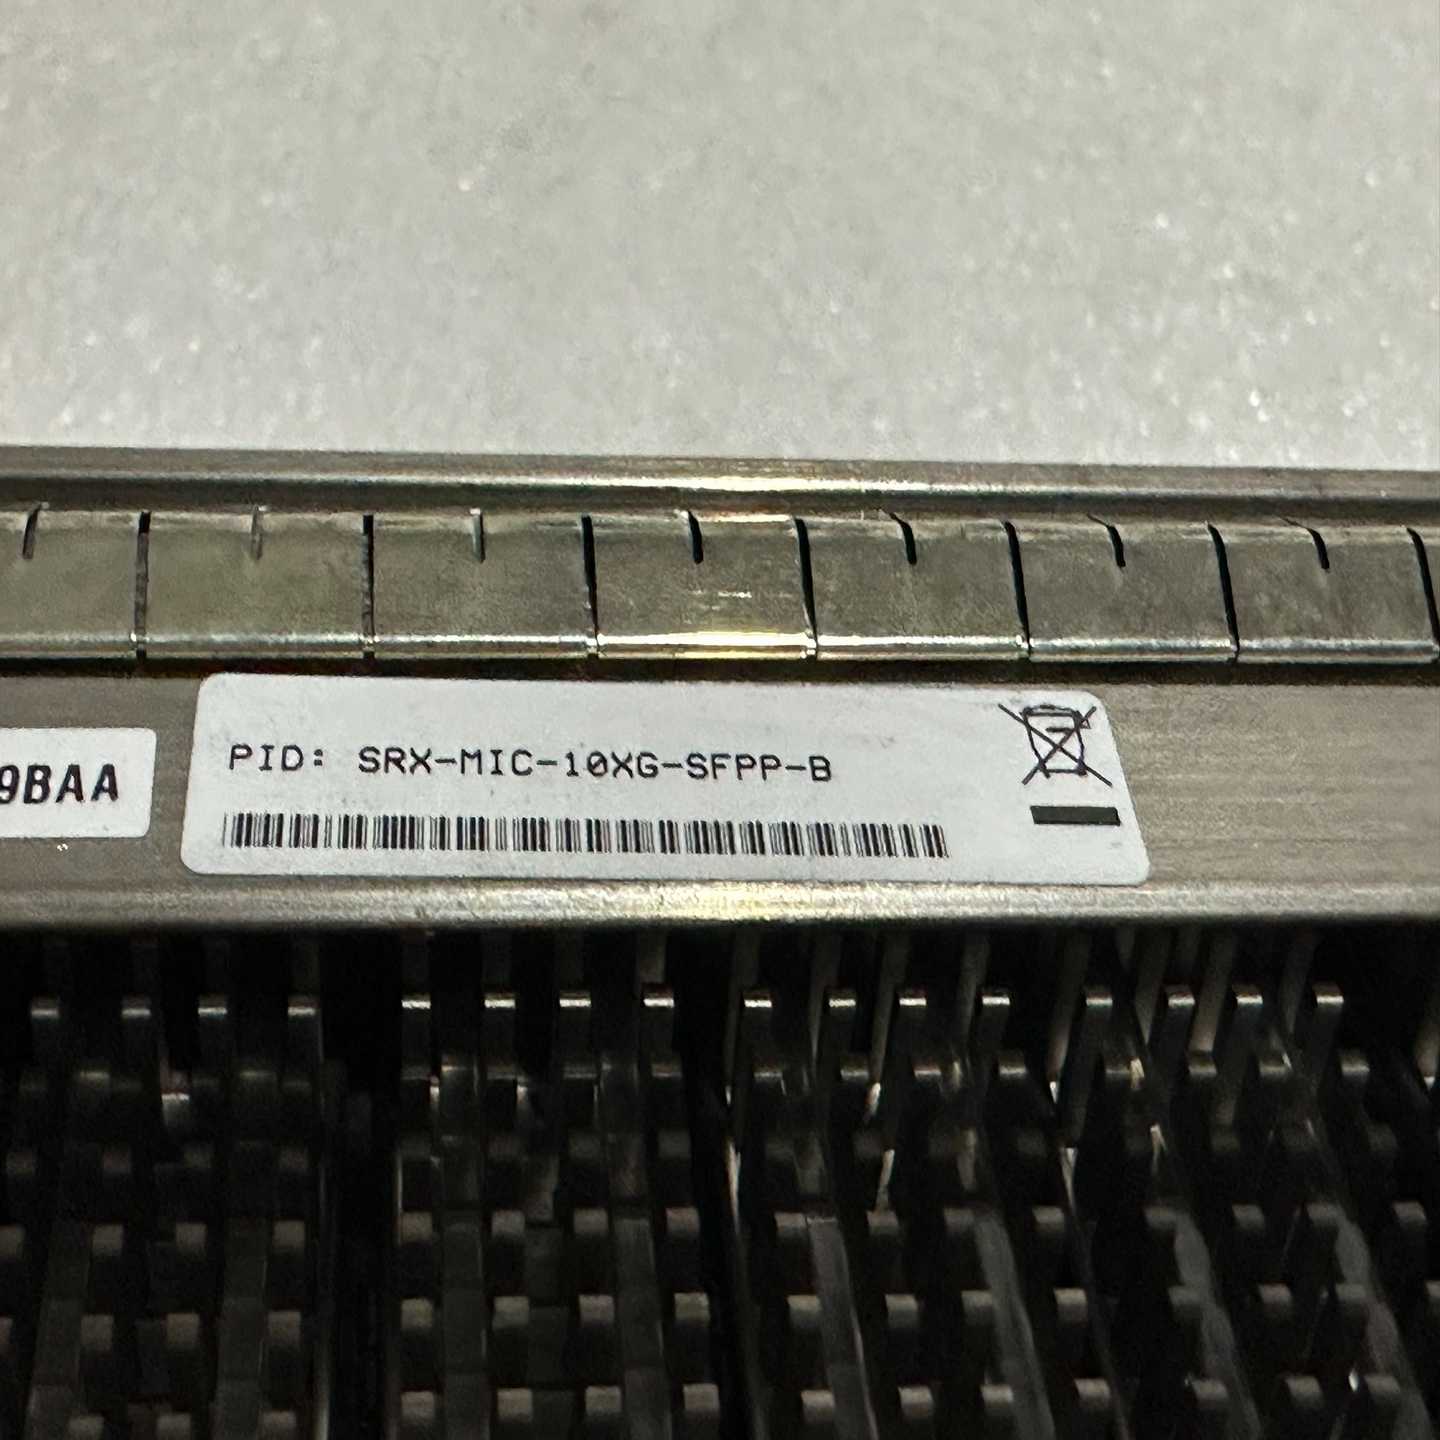 9BAA
PID: SRX-MIC-10XG-SFPP-B